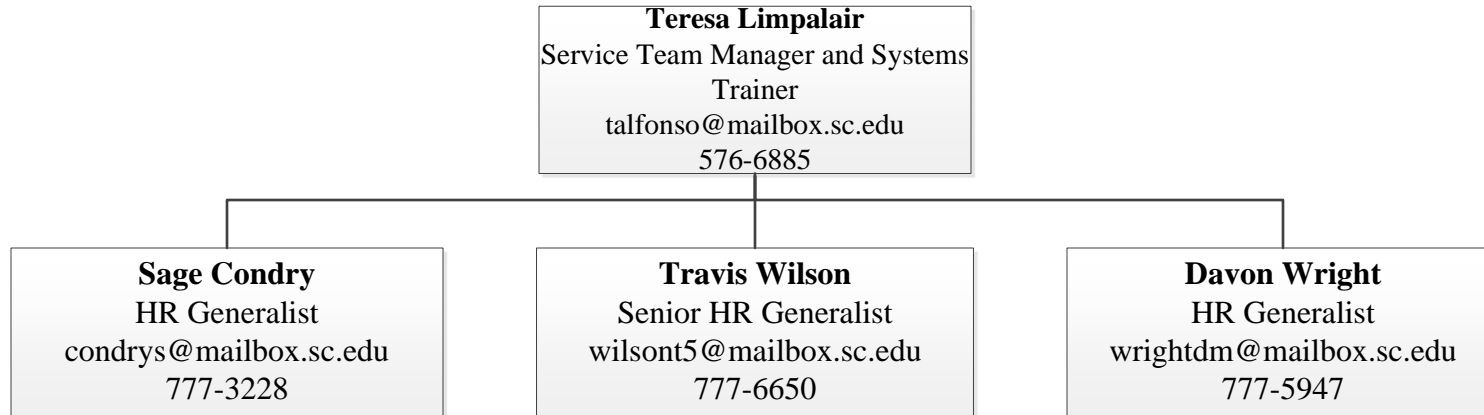 Teresa Limpalair
Service Team Manager and Systems
Trainer
talfonso@mailbox.sc.edu
576-6885
Sage Condry
HR Generalist
condrys@mailbox.sc.edu
777-3228
Travis Wilson
Senior HR Generalist
wilsont5@mailbox.sc.edu
777-6650
Davon Wright
HR Generalist
wrightdm@mailbox.sc.edu
777-5947